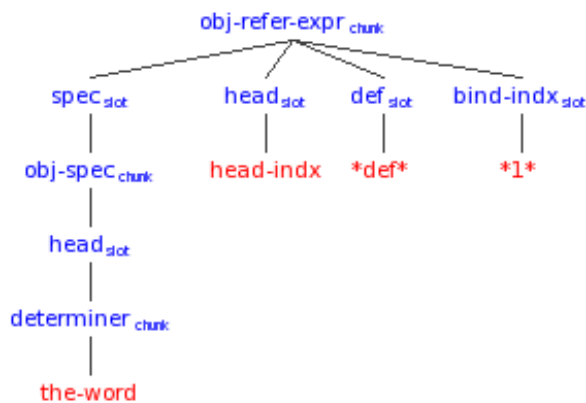 obj-refer-expr chunk
spec slot head slot def slot bind-indx slot
obj-spec chunk head-indx *def* *1*
head slot
determiner chunk
the-word